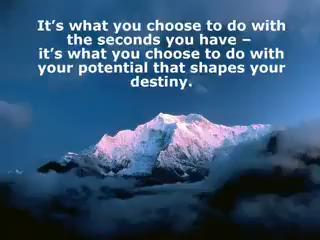 It’s what you choose to do with
the seconds you have –
it’s what you choose to do with
your potential that shapes your
destiny.